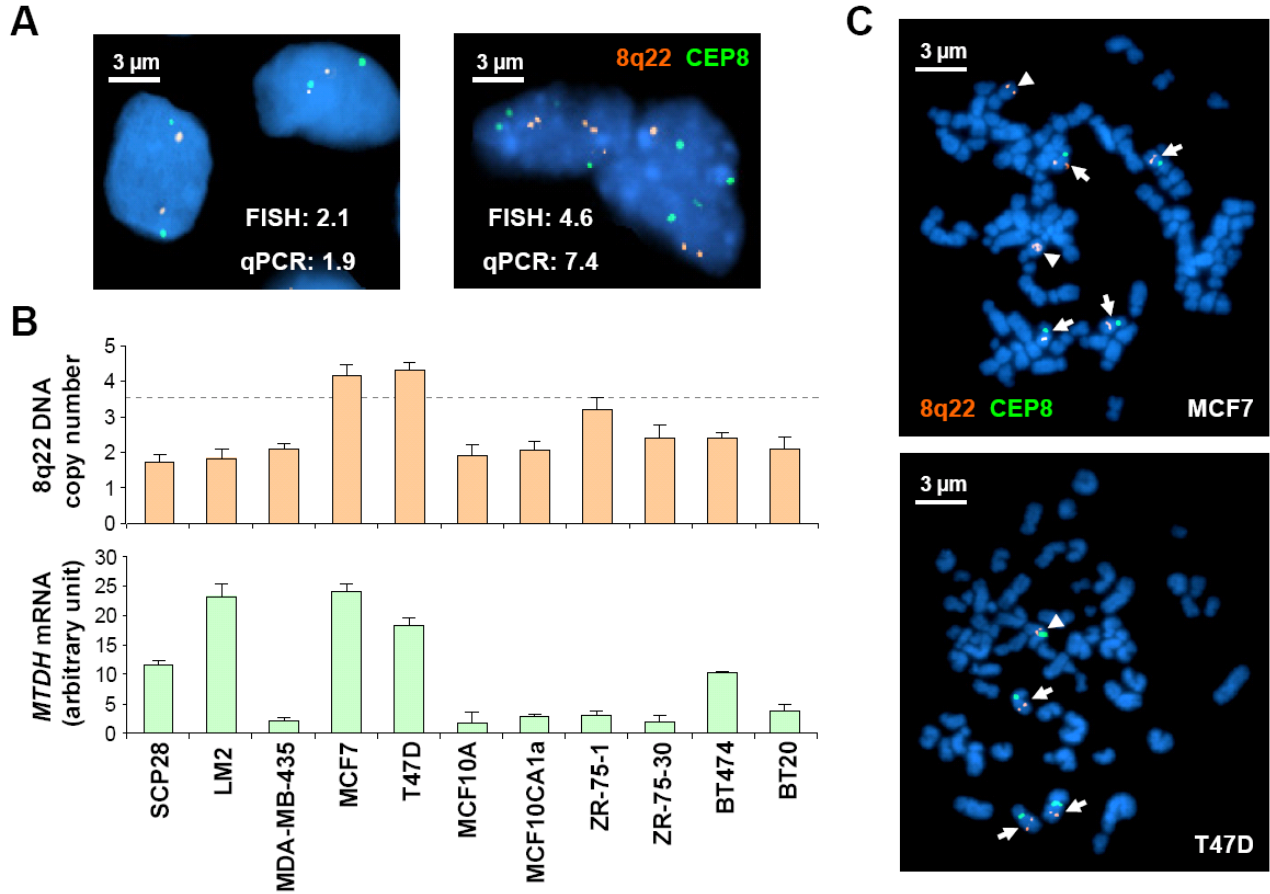 A
3 µm
FISH: 2.1
qPCR: 1.9
3 µm
8q22 CEP8
FISH: 4.6
qPCR: 7.4
B
8q22 DNA
copy number
5
4
3
2
1
0
MTDH mRNA
(arbitrary unit)
30
25
20
15
10
5
0
SCP28
LM2
MDA-MB-435
MCF7
T47D
MCF10A
MCF10CA1a
ZR-75-1
ZR-75-30
BT474
BT20
C
3 µm
8q22 CEP8
MCF7
3 µm
T47D